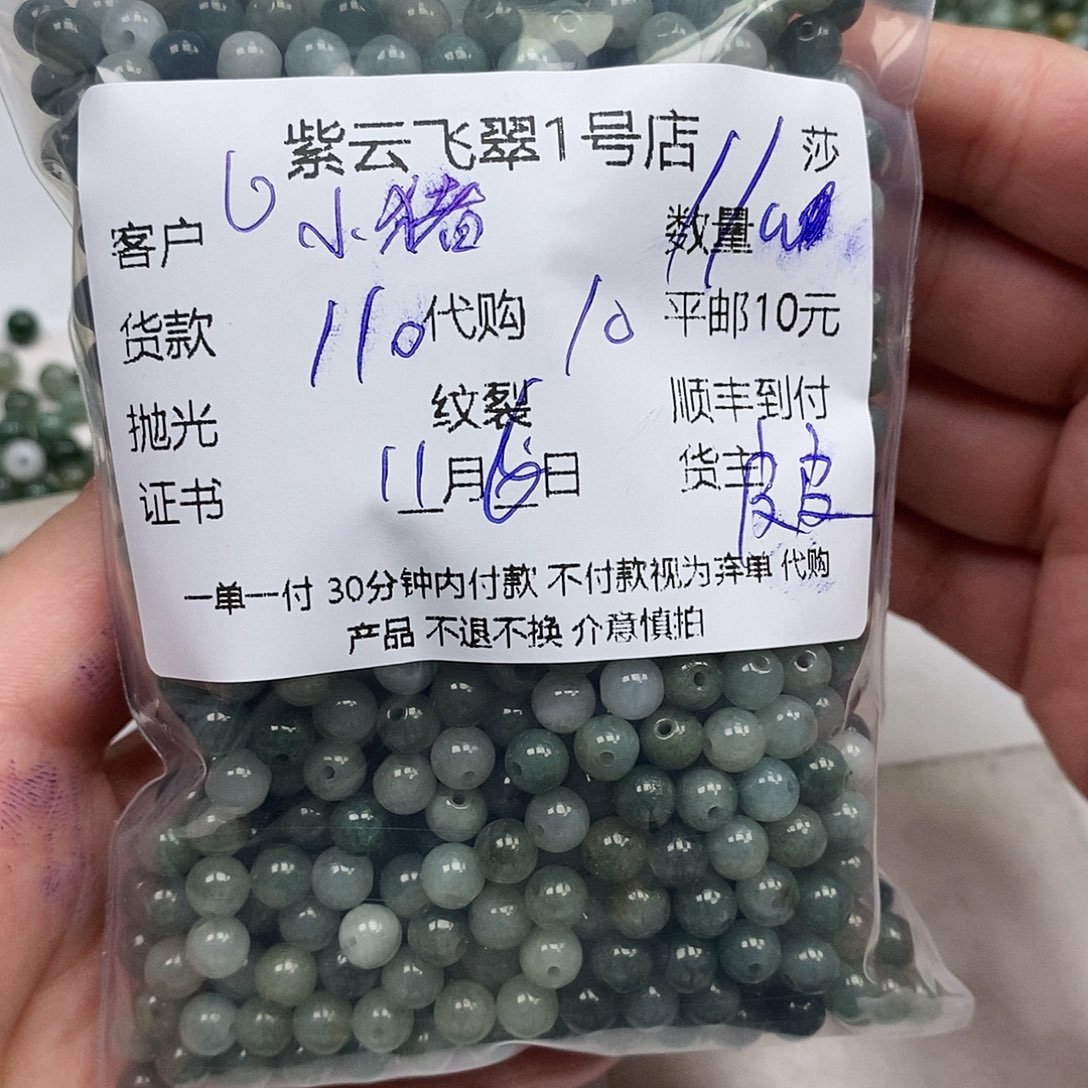 紫云飞翠1号店 莎
客户 6 小猪 数量 11
货款 110 代购 10 平邮10元
抛光 纹裂 顺丰到付
证书 11月6日 货主 皮皮
一单一付 30分钟内付款 不付款视为弃单 代购
产品 不退不换 介意慎拍